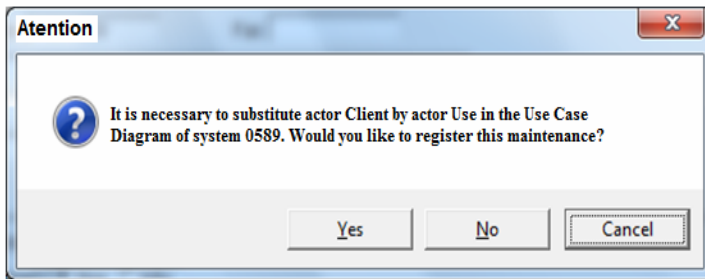 Atention
It is necessary to substitute actor Client by actor Use in the Use Case
Diagram of system 0589. Would you like to register this maintenance?
Yes
No
Cancel